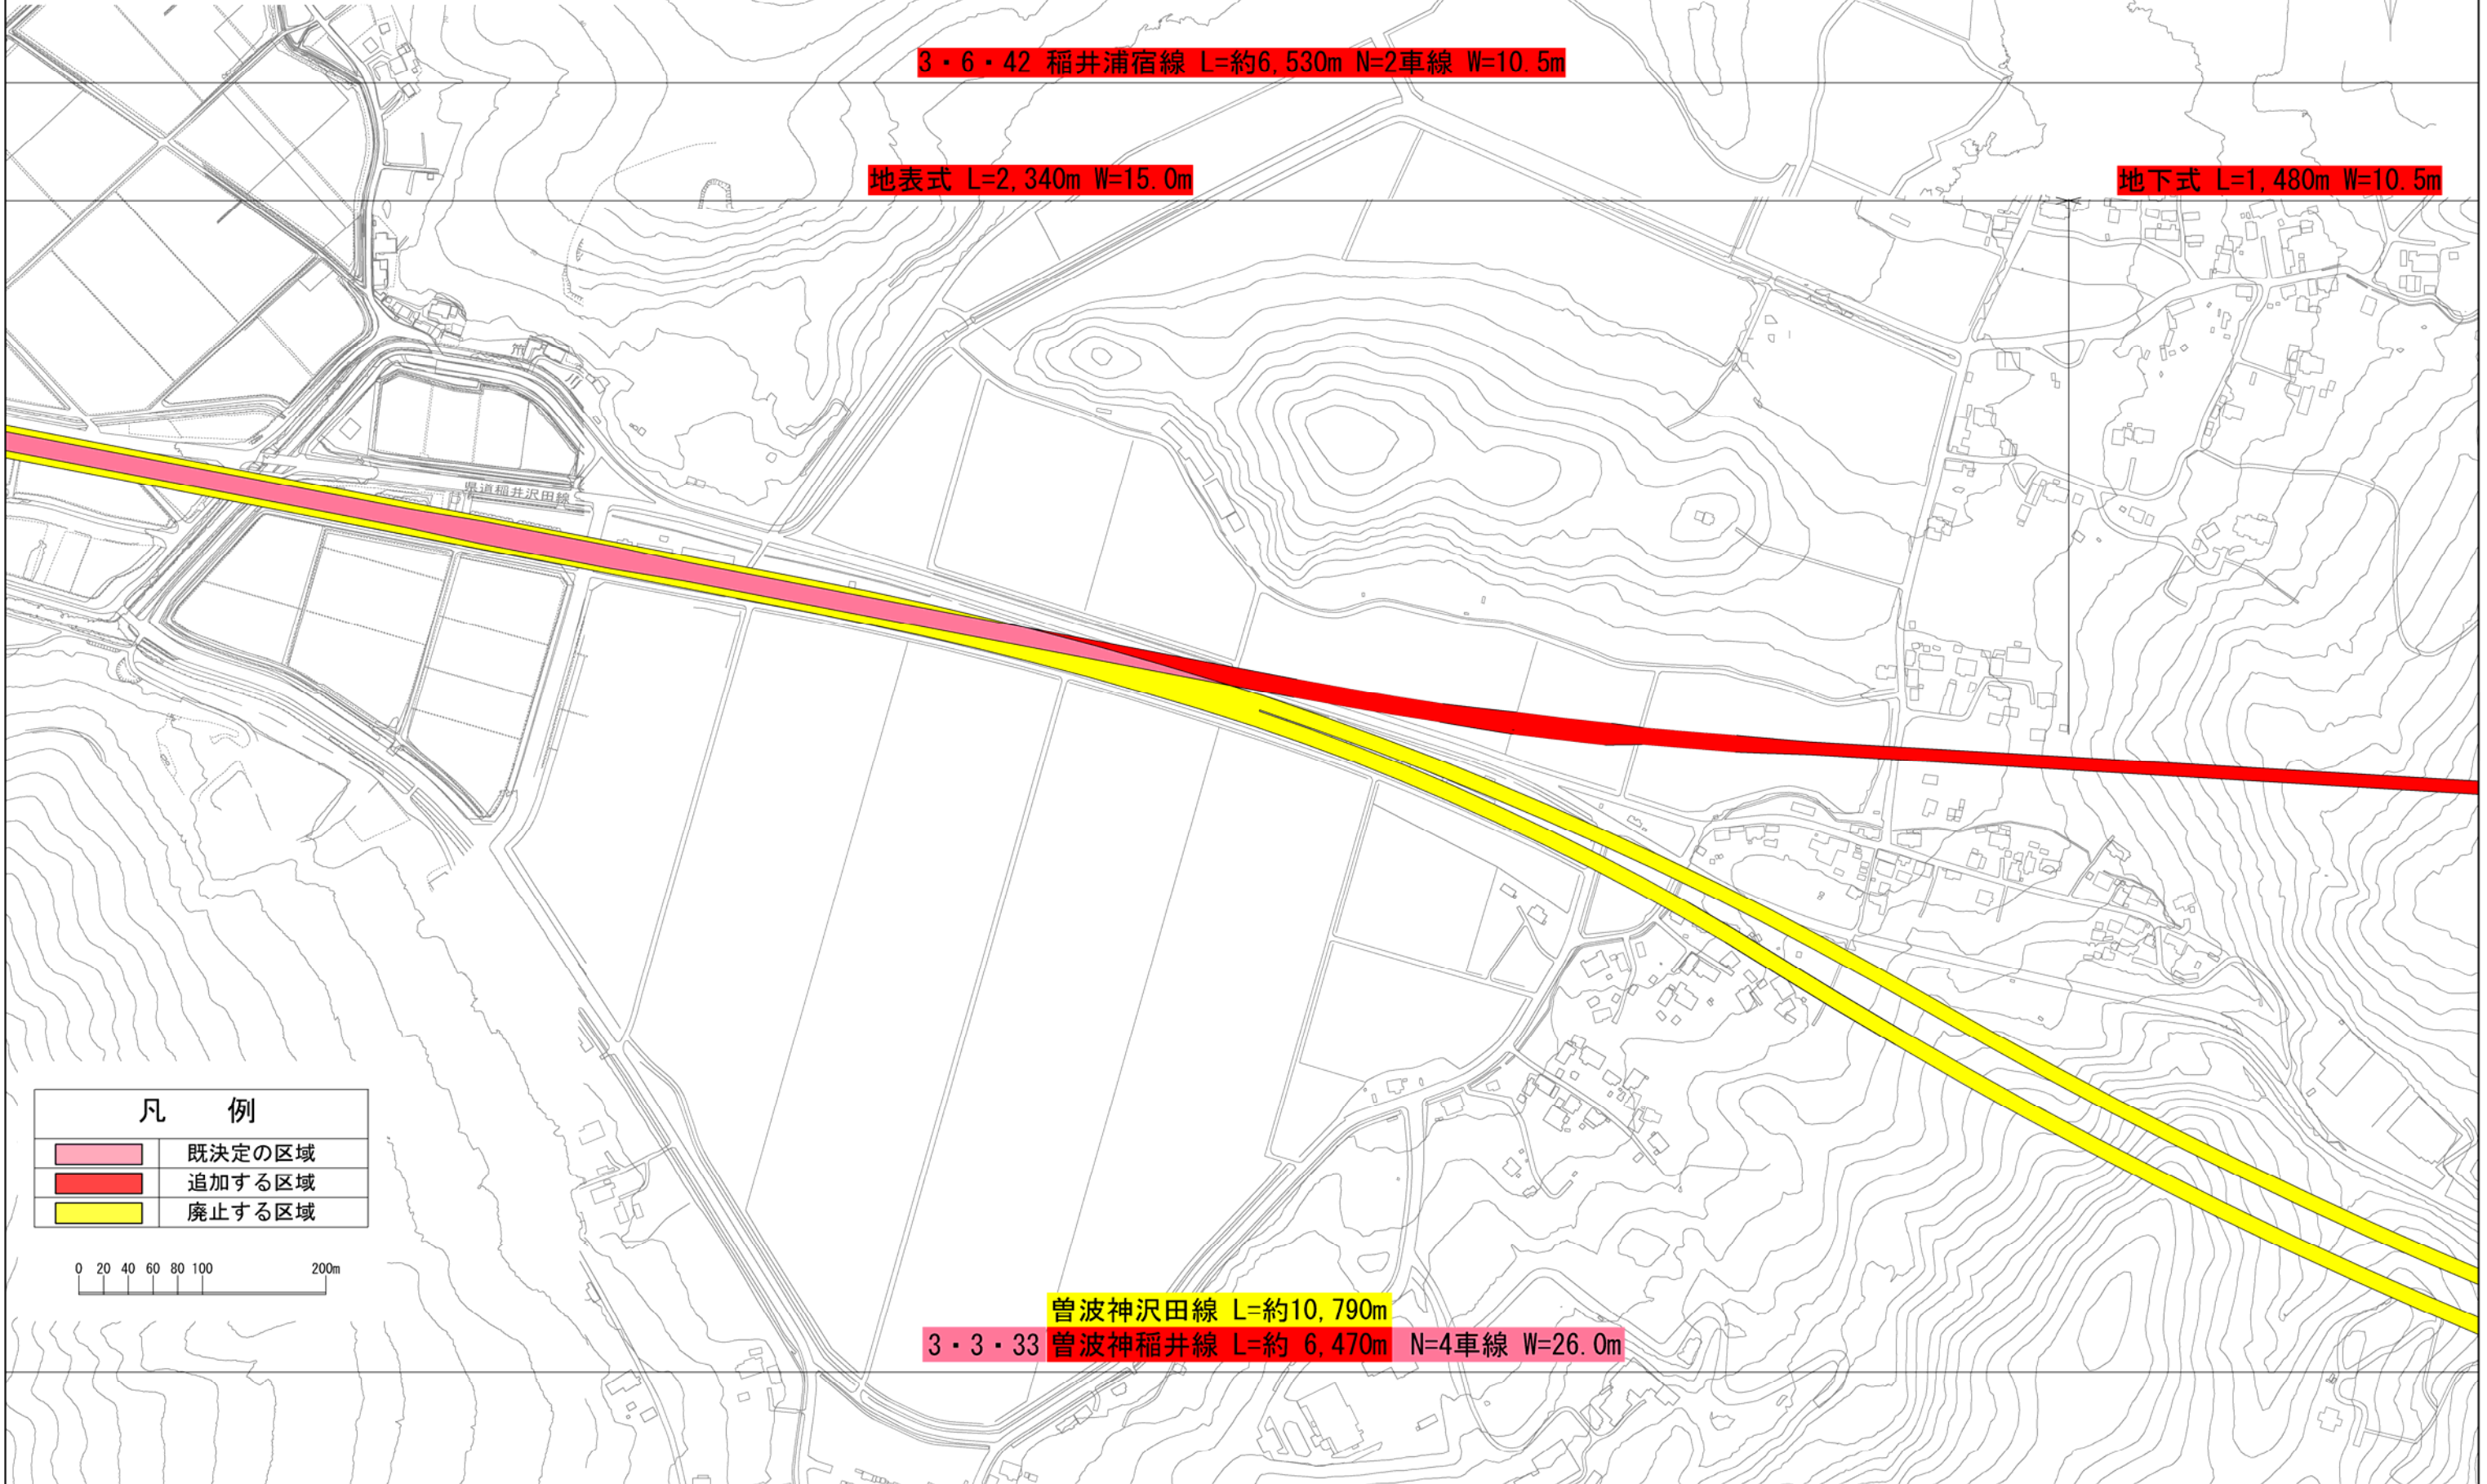 3・6・42 稲井浦宿線 L=約6,530m N=2車線 W=10.5m
地表式 L=2,340m W=15.0m
地下式 L=1,480m W=10.5m
川
県道稲井沢田線
凡 例
既決定の区域
追加する区域
廃止する区域
0 20 40 60 80 100 200m
曽波神沢田線 L=約10,790m
3・3・33 曽波神稲井線 L=約 6,470m N=4車線 W=26.0m